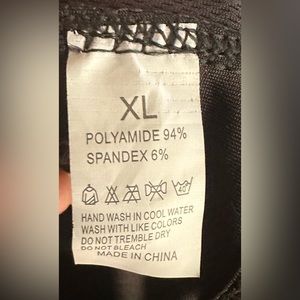 XL
POLYAMIDE 94%
SPANDEX 6%
HAND WASH IN COOL WATER
WASH WITH LIKE COLORS
DO NOT TREMBLE DRY
DO NOT BLEACH
MADE IN CHINA